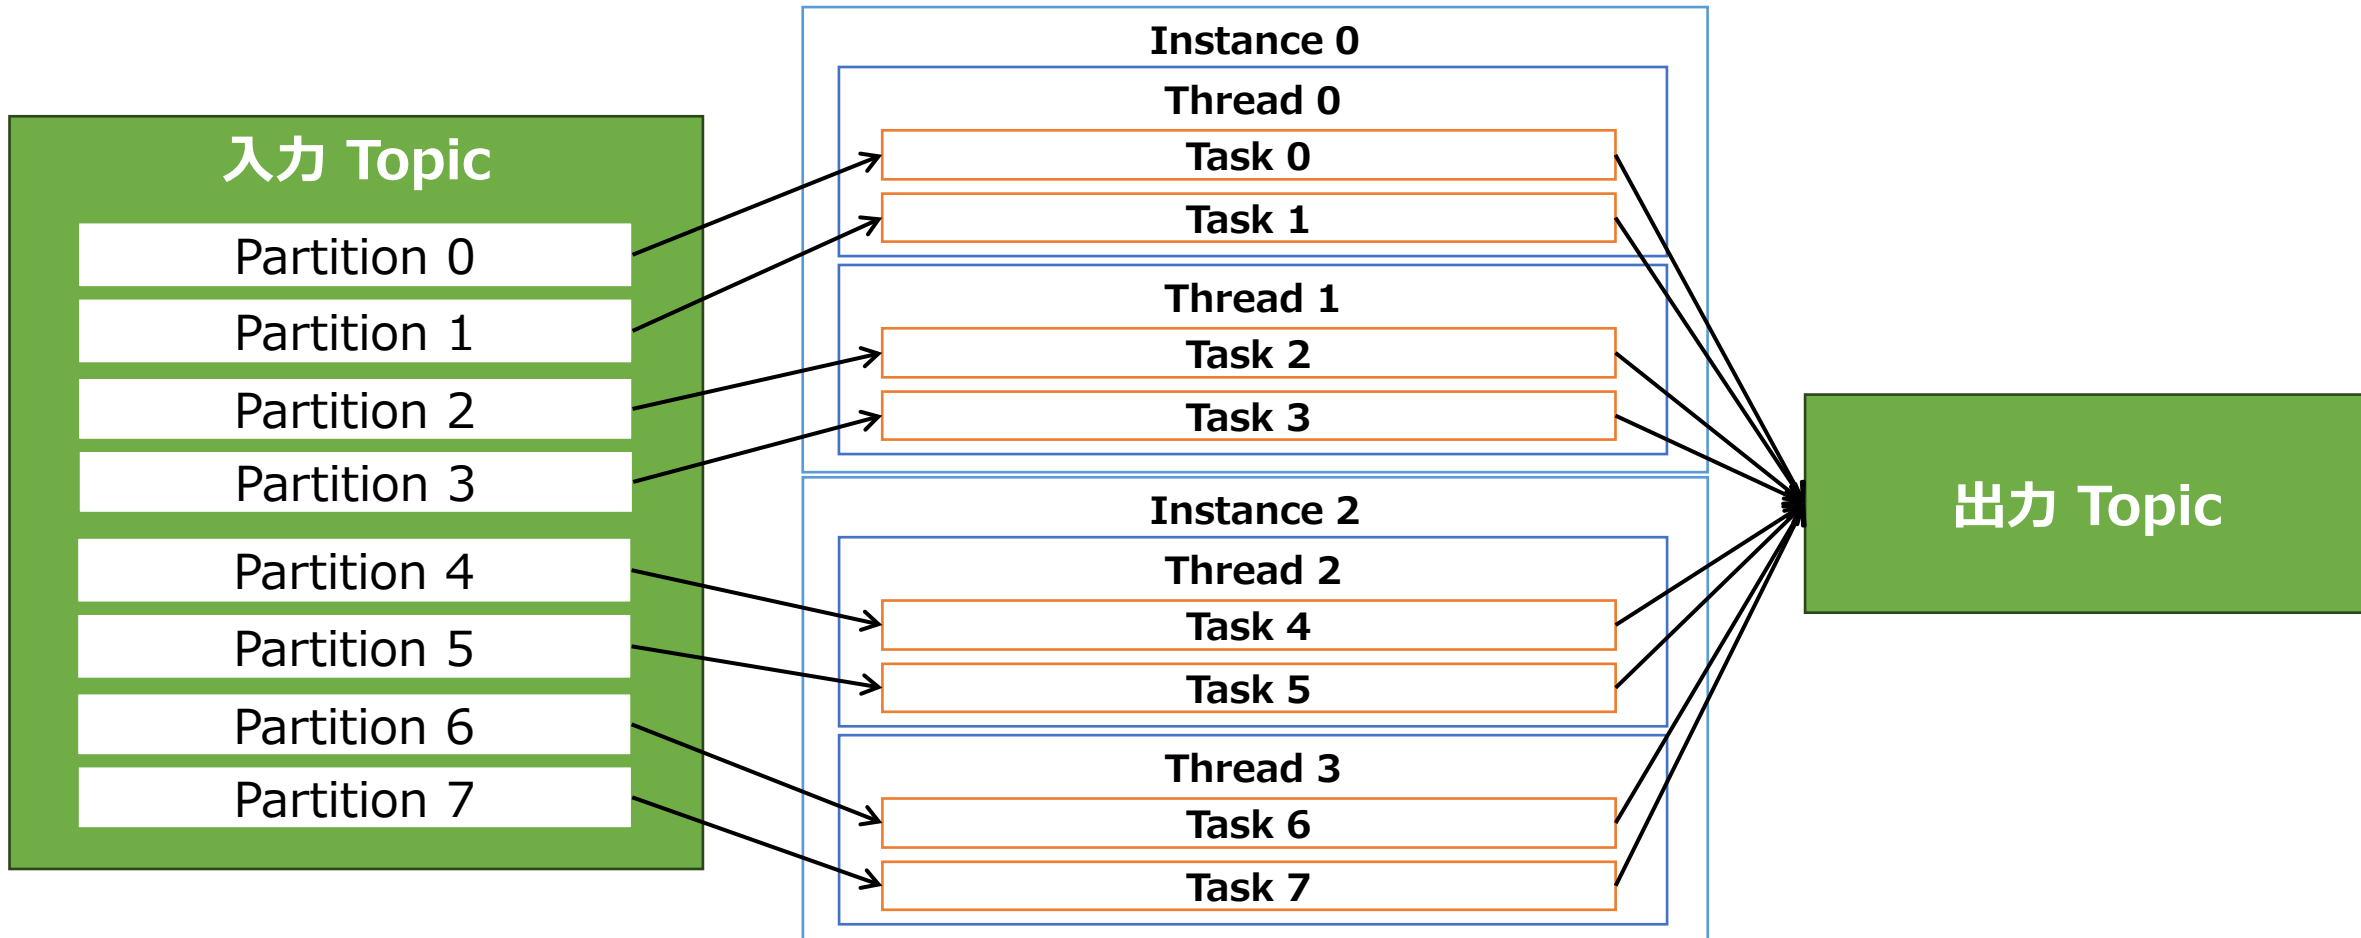 入力 Topic
Partition 0
Partition 1
Partition 2
Partition 3
Partition 4
Partition 5
Partition 6
Partition 7
Instance 0
Thread 0
Task 0
Task 1
Thread 1
Task 2
Task 3
Instance 2
Thread 2
Task 4
Task 5
Thread 3
Task 6
Task 7
出力 Topic